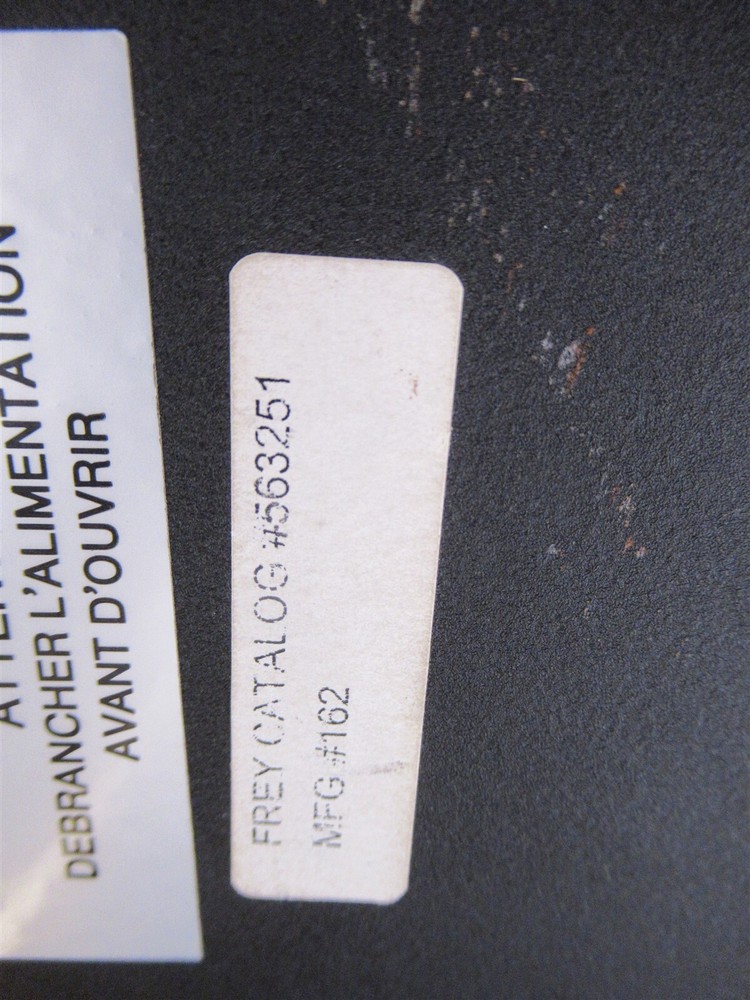 DEBRANCHER L'ALIMENTATION
AVANT D'OUVRIR
FREY CATALOG #563251
MFG #162